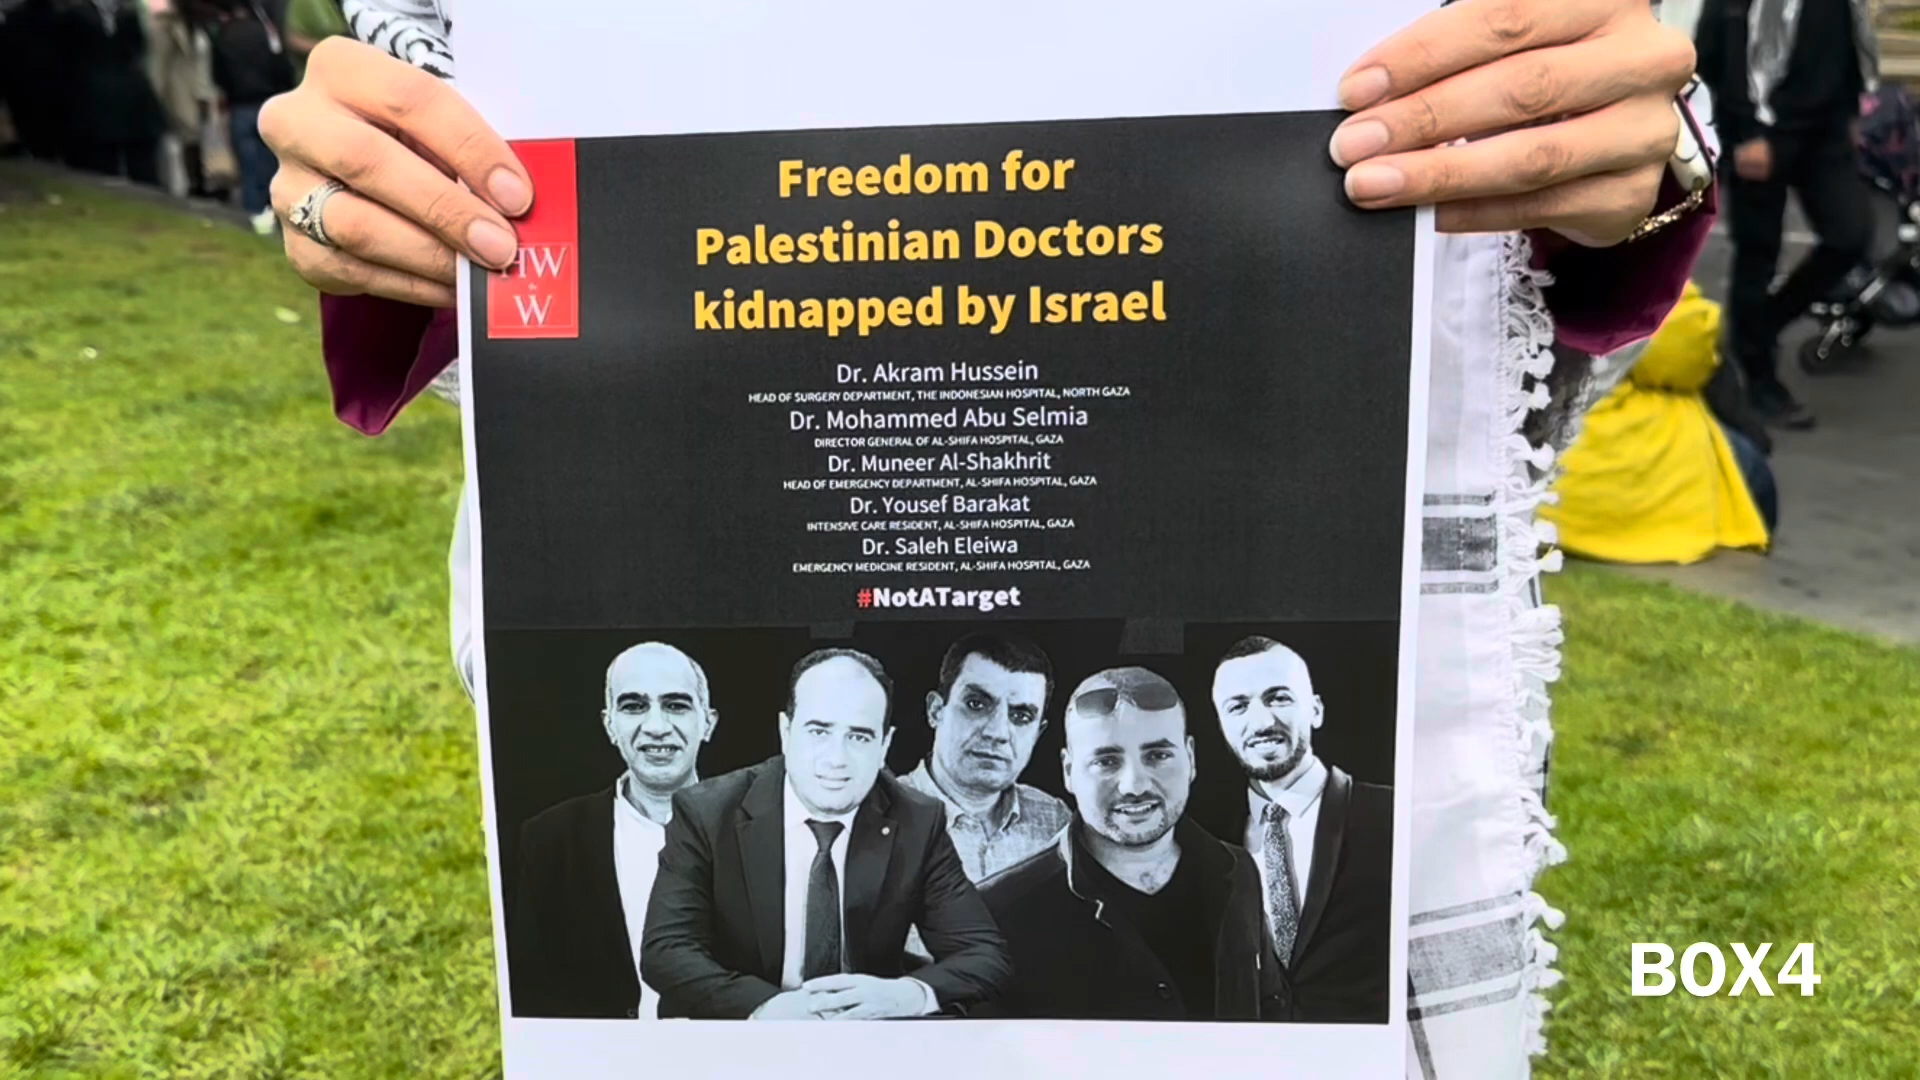 HW
&
W
Freedom for
Palestinian Doctors
kidnapped by Israel
Dr. Akram Hussein
HEAD OF SURGERY DEPARTMENT, THE INDONESIAN HOSPITAL, NORTH GAZA
Dr. Mohammed Abu Selmia
DIRECTOR GENERAL OF AL-SHIFA HOSPITAL, GAZA
Dr. Muneer Al-Shakhrit
HEAD OF EMERGENCY DEPARTMENT, AL-SHIFA HOSPITAL, GAZA
Dr. Yousef Barakat
INTENSIVE CARE RESIDENT, AL-SHIFA HOSPITAL, GAZA
Dr. Saleh Eleiwa
EMERGENCY MEDICINE RESIDENT, AL-SHIFA HOSPITAL, GAZA
#NotATarget
BOX4